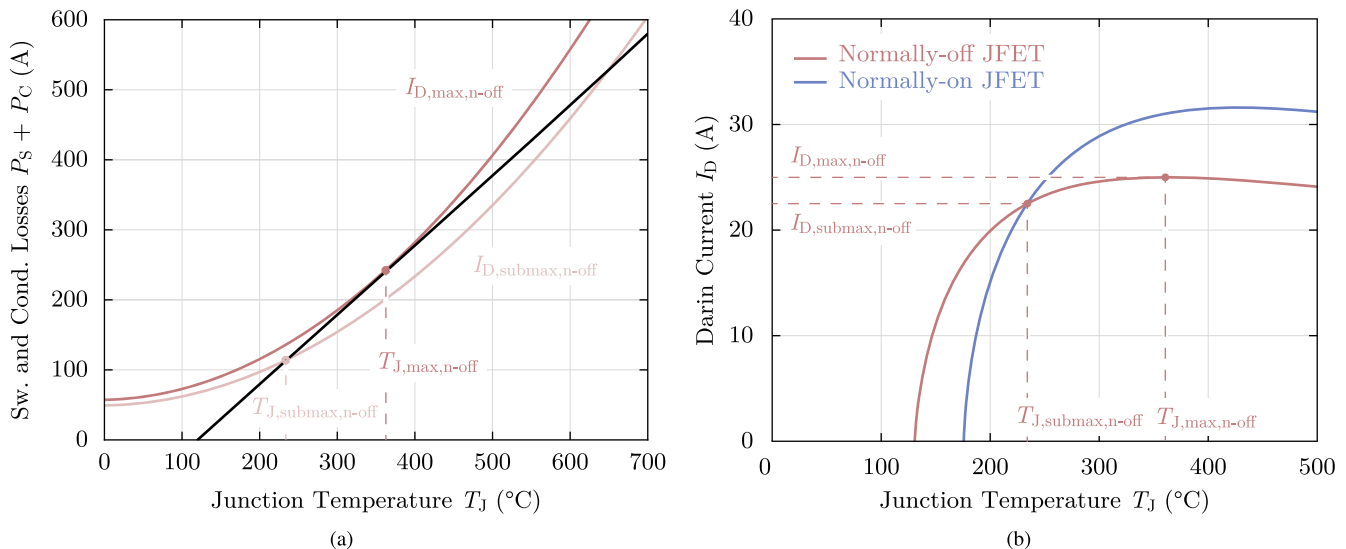 600
500
400
300
200
100
0
Sw. and Cond. Losses P_S + P_C (A)
I_D,max,n-off
I_D,submax,n-off
T_J,max,n-off
T_J,submax,n-off
0 100 200 300 400 500 600 700
Junction Temperature T_J (°C)
(a)
40
30
20
10
0
Darin Current I_D (A)
Normally-off JFET
Normally-on JFET
I_D,max,n-off
I_D,submax,n-off
T_J,submax,n-off T_J,max,n-off
0 100 200 300 400 500
Junction Temperature T_J (°C)
(b)